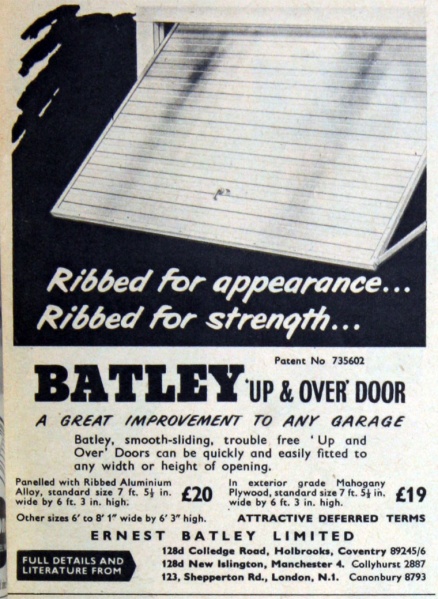 Ribbed for appearance...
Ribbed for strength...
Patent No 735602
BATLEY 'UP & OVER' DOOR
A GREAT IMPROVEMENT TO ANY GARAGE
Batley, smooth-sliding, trouble free 'Up and
Over' Doors can be quickly and easily fitted to
any width or height of opening.
Panelled with Ribbed Aluminium
Alloy, standard size 7 ft. 5½ in.
wide by 6 ft. 3 in. high.
£20
In exterior grade Mahogany
Plywood, standard size 7 ft. 5½ in.
wide by 6 ft. 3 in. high.
£19
Other sizes 6' to 8' 1" wide by 6' 3" high.
ATTRACTIVE DEFERRED TERMS
ERNEST BATLEY LIMITED
FULL DETAILS AND
LITERATURE FROM
128d Colledge Road, Holbrooks, Coventry 89245/6
128d New Islington, Manchester 4. Collyhurst 2887
123, Shepperton Rd., London, N.1. Canonbury 8793